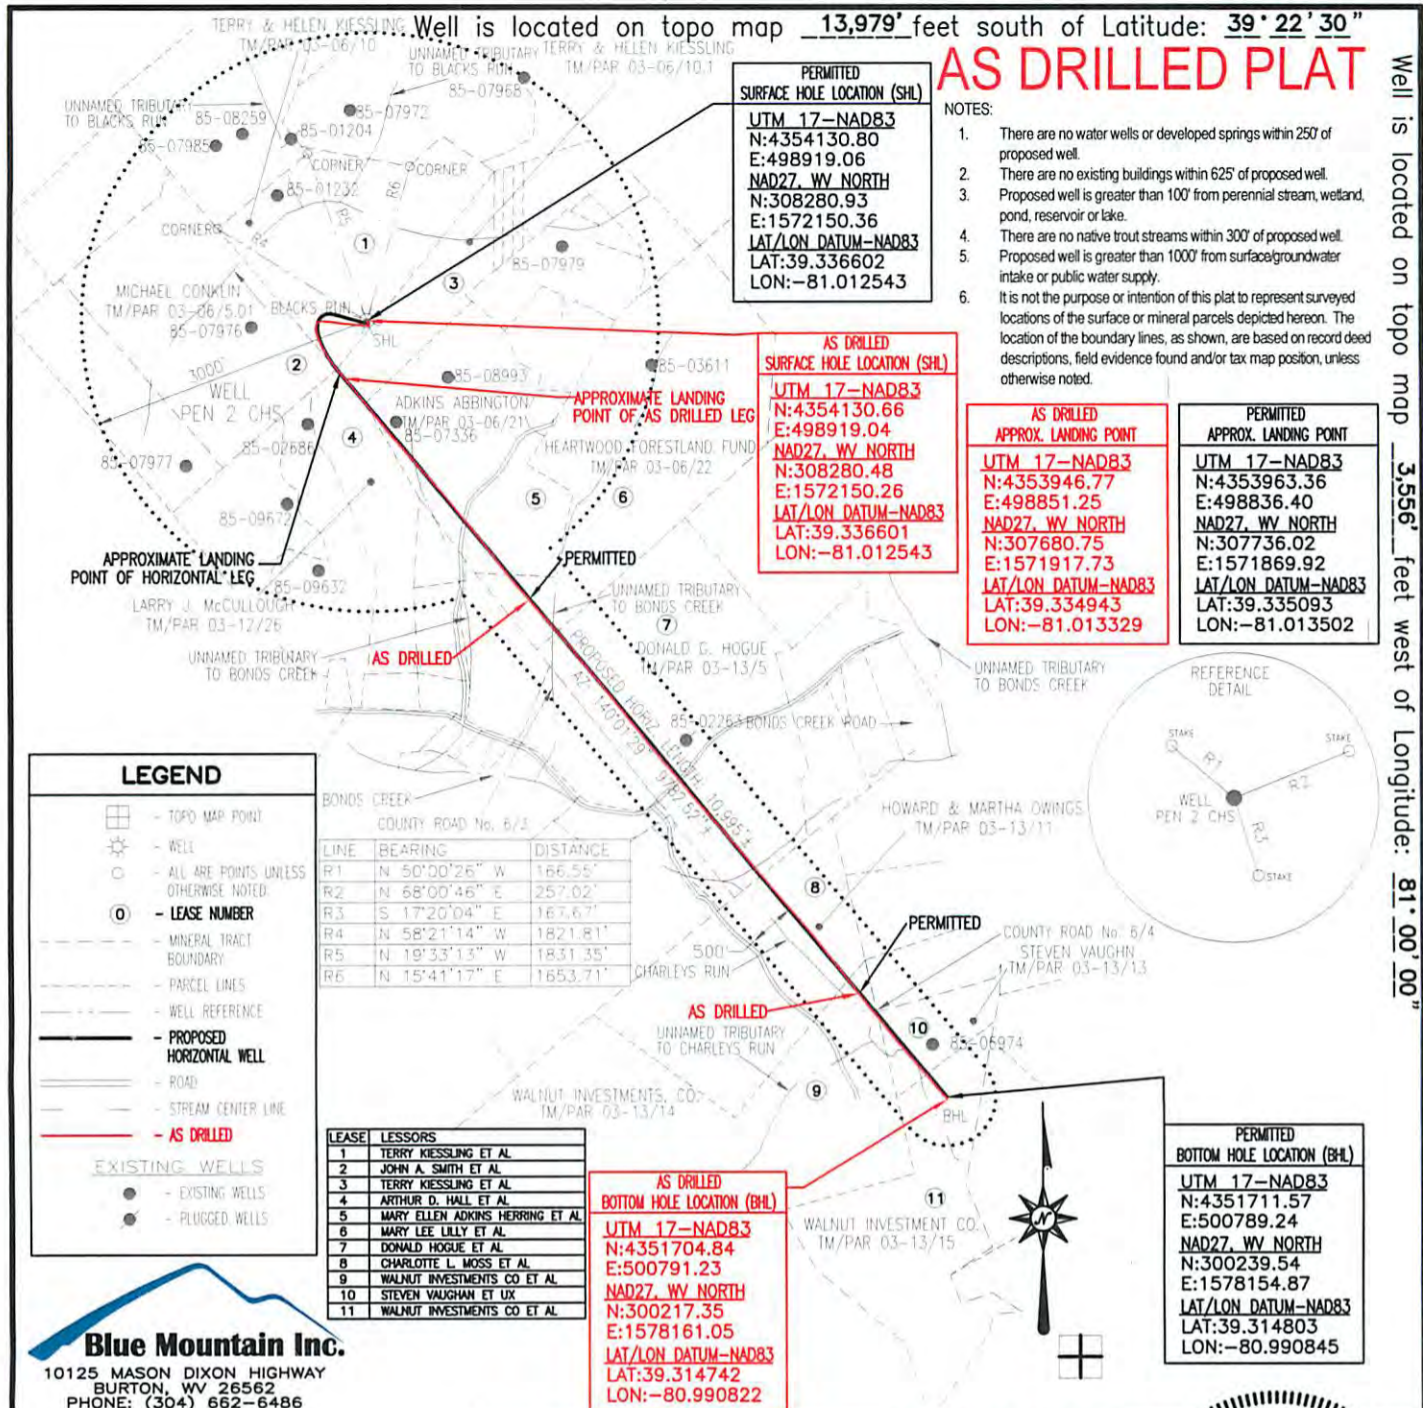 Well is located on topo map 13,979' feet south of Latitude: 39° 22' 30"
AS DRILLED PLAT
Well is located on topo map 3,556' feet west of Longitude: 81° 00' 00"
NOTES:
1. There are no water wells or developed springs within 250' of
proposed well.
2. There are no existing buildings within 625' of proposed well.
3. Proposed well is greater than 100' from perennial stream, wetland,
pond, reservoir or lake.
4. There are no native trout streams within 300' of proposed well.
5. Proposed well is greater than 1000' from surface/groundwater
intake or public water supply.
6. It is not the purpose or intention of this plat to represent surveyed
locations of the surface or mineral parcels depicted hereon. The
location of the boundary lines, as shown, are based on record deed
descriptions, field evidence found and/or tax map position, unless
otherwise noted.
PERMITTED
SURFACE HOLE LOCATION (SHL)
UTM 17-NAD83
N:4354130.80
E:498919.06
NAD27, WV NORTH
N:308280.93
E:1572150.36
LAT/LON DATUM-NAD83
LAT:39.336602
LON:-81.012543
AS DRILLED
SURFACE HOLE LOCATION (SHL)
UTM 17-NAD83
N:4354130.66
E:498919.04
NAD27, WV NORTH
N:308280.48
E:1572150.26
LAT/LON DATUM-NAD83
LAT:39.336601
LON:-81.012543
AS DRILLED
APPROX. LANDING POINT
UTM 17-NAD83
N:4353946.77
E:498851.25
NAD27, WV NORTH
N:307680.75
E:1571917.73
LAT/LON DATUM-NAD83
LAT:39.334943
LON:-81.013329
PERMITTED
APPROX. LANDING POINT
UTM 17-NAD83
N:4353963.36
E:498836.40
NAD27, WV NORTH
N:307736.02
E:1571869.92
LAT/LON DATUM-NAD83
LAT:39.335093
LON:-81.013502
TERRY & HELEN KIESSLING
TM/PAR 03-06/10
UNNAMED TRIBUTARY
TO BLACKS RUN
TERRY & HELEN KIESSLING
TM/PAR 03-06/10.1
85-07968
UNNAMED TRIBUTARY
TO BLACKS RUN
85-08259
85-07972
85-01204
85-07985
CORNER
CORNER
85-01232
R6
R5
R4
CORNER
1
85-07979
3
MICHAEL CONKLIN
TM/PAR 03-06/5.01
BLACKS RUN
85-07976
SHL
2
3000'
WELL
PEN 2 CHS
85-08993
85-03611
APPROXIMATE LANDING
POINT OF AS DRILLED LEG
ADKINS ABBINGTON
TM/PAR 03-06/21
85-07336
4
85-02686
85-07977
HEARTWOOD FORESTLAND FUND
TM/PAR 03-06/22
5
6
85-09672
APPROXIMATE LANDING
POINT OF HORIZONTAL LEG
85-09632
PERMITTED
LARRY J. McCULLOUGH
TM/PAR 03-12/26
UNNAMED TRIBUTARY
TO BONDS CREEK
7
DONALD G. HOGUE
TM/PAR 03-13/5
UNNAMED TRIBUTARY
TO BONDS CREEK
AS DRILLED
UNNAMED TRIBUTARY
TO BONDS CREEK
PROPOSED HORIZ. LENGTH: 10,995'±
AZ. 140°01'29" 9782.52'±
85-02263
BONDS CREEK ROAD
REFERENCE
DETAIL
STAKE
STAKE
R1
R2
WELL
PEN 2 CHS
R3
STAKE
BONDS CREEK
COUNTY ROAD No. 6/3
HOWARD & MARTHA OWINGS
TM/PAR 03-13/11
LINE BEARING DISTANCE
R1 N 50°00'26" W 166.55'
R2 N 68°00'46" E 257.02'
R3 S 17°20'04" E 167.67'
R4 N 58°21'14" W 1821.81'
R5 N 19°33'13" W 1831.35'
R6 N 15°41'17" E 1653.71'
8
PERMITTED
500'
CHARLEYS RUN
COUNTY ROAD No. 6/4
STEVEN VAUGHN
TM/PAR 03-13/13
AS DRILLED
UNNAMED TRIBUTARY
TO CHARLEYS RUN
10
85-05974
WALNUT INVESTMENTS, CO.
TM/PAR 03-13/14
9
BHL
11
WALNUT INVESTMENT CO.
TM/PAR 03-13/15
N
LEGEND
- TOPO MAP POINT
- WELL
- ALL ARE POINTS UNLESS
OTHERWISE NOTED
0 - LEASE NUMBER
- MINERAL TRACT
BOUNDARY
- PARCEL LINES
- WELL REFERENCE
- PROPOSED
HORIZONTAL WELL
- ROAD
- STREAM CENTER LINE
- AS DRILLED
EXISTING WELLS
- EXISTING WELLS
- PLUGGED WELLS
LEASE LESSORS
1 TERRY KIESSLING ET AL
2 JOHN A. SMITH ET AL
3 TERRY KIESSLING ET AL
4 ARTHUR D. HALL ET AL
5 MARY ELLEN ADKINS HERRING ET AL
6 MARY LEE LILLY ET AL
7 DONALD HOGUE ET AL
8 CHARLOTTE L. MOSS ET AL
9 WALNUT INVESTMENTS CO ET AL
10 STEVEN VAUGHAN ET UX
11 WALNUT INVESTMENTS CO ET AL
AS DRILLED
BOTTOM HOLE LOCATION (BHL)
UTM 17-NAD83
N:4351704.84
E:500791.23
NAD27, WV NORTH
N:300217.35
E:1578161.05
LAT/LON DATUM-NAD83
LAT:39.314742
LON:-80.990822
PERMITTED
BOTTOM HOLE LOCATION (BHL)
UTM 17-NAD83
N:4351711.57
E:500789.24
NAD27, WV NORTH
N:300239.54
E:1578154.87
LAT/LON DATUM-NAD83
LAT:39.314803
LON:-80.990845
Blue Mountain Inc.
10125 MASON DIXON HIGHWAY
BURTON, WV 26562
PHONE: (304) 662-6486